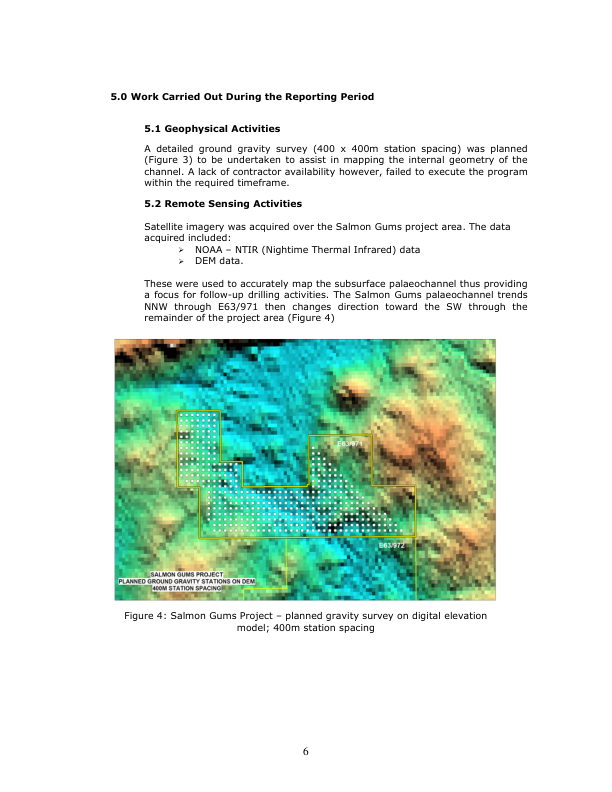 5.0 Work Carried Out During the Reporting Period
5.1 Geophysical Activities
A detailed ground gravity survey (400 x 400m station spacing) was planned
(Figure 3) to be undertaken to assist in mapping the internal geometry of the
channel. A lack of contractor availability however, failed to execute the program
within the required timeframe.
5.2 Remote Sensing Activities
Satellite imagery was acquired over the Salmon Gums project area. The data
acquired included:
➢ NOAA – NTIR (Nightime Thermal Infrared) data
➢ DEM data.
These were used to accurately map the subsurface palaeochannel thus providing
a focus for follow-up drilling activities. The Salmon Gums palaeochannel trends
NNW through E63/971 then changes direction toward the SW through the
remainder of the project area (Figure 4)
E63/971
E63/972
SALMON GUMS PROJECT
PLANNED GROUND GRAVITY STATIONS ON DEM
400M STATION SPACING
Figure 4: Salmon Gums Project – planned gravity survey on digital elevation
model; 400m station spacing
6